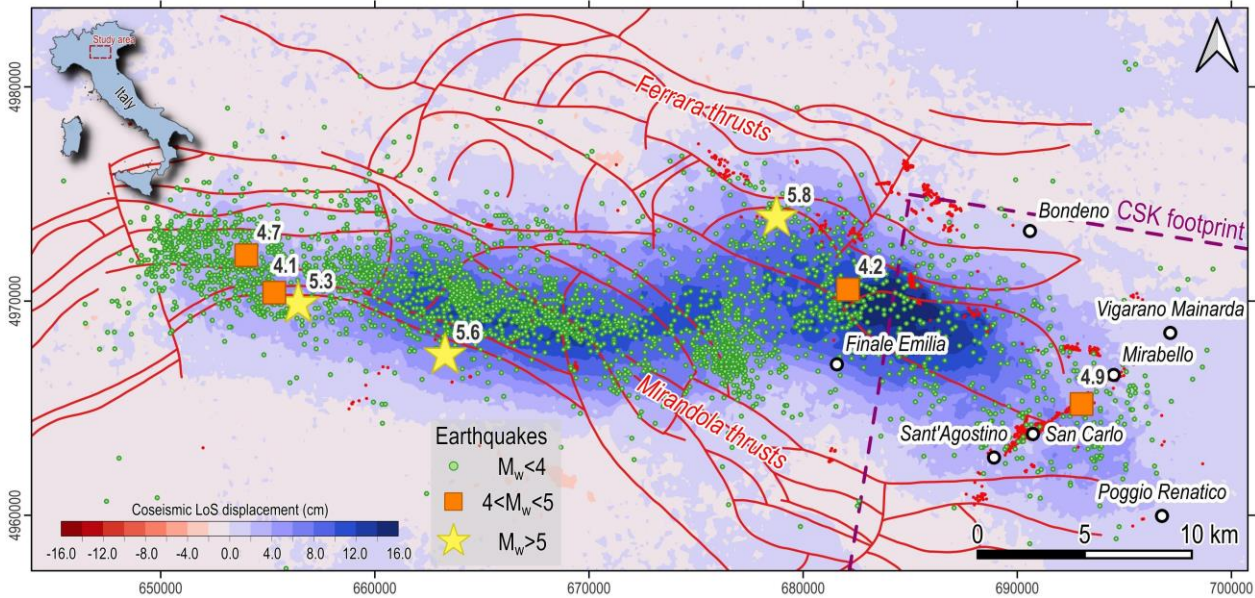 Study area
Italy
Ferrara thrusts
Mirandola thrusts
5.8
Bondeno
CSK footprint
4.7
4.1
5.3
4.2
5.6
Finale Emilia
Vigarano Mainarda
Mirabello
4.9
Sant'Agostino
San Carlo
Poggio Renatico
Earthquakes
Mw<4
4<Mw<5
Mw>5
Coseismic LoS displacement (cm)
-16.0 -12.0 -8.0 -4.0 0.0 4.0 8.0 12.0 16.0
0 5 10 km
4980000
4970000
4960000
650000 660000 670000 680000 690000 700000